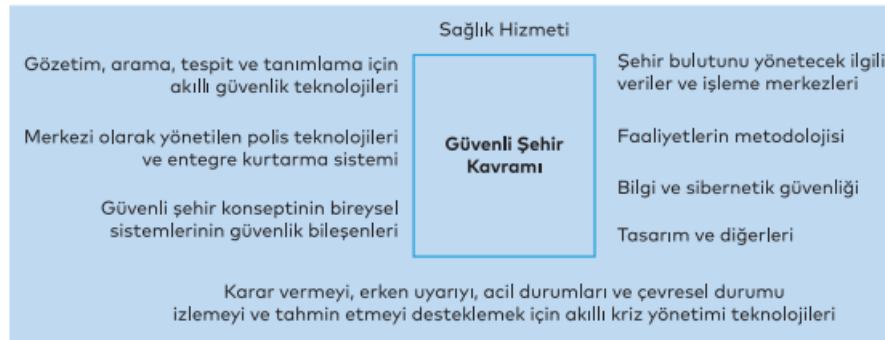 Sağlık Hizmeti
Gözetim, arama, tespit ve tanımlama için
akıllı güvenlik teknolojileri
Merkezi olarak yönetilen polis teknolojileri
ve entegre kurtarma sistemi
Güvenli şehir konseptinin bireysel
sistemlerinin güvenlik bileşenleri
Güvenli Şehir
Kavramı
Şehir bulutunu yönetecek ilgili
veriler ve işleme merkezleri
Faaliyetlerin metodolojisi
Bilgi ve sibernetik güvenliği
Tasarım ve diğerleri
Karar vermeyi, erken uyarıyı, acil durumları ve çevresel durumu
izlemeyi ve tahmin etmeyi desteklemek için akıllı kriz yönetimi teknolojileri